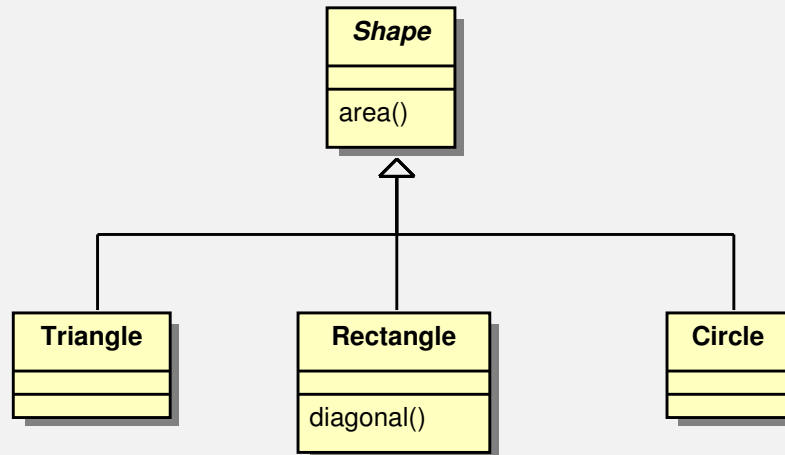 Shape
area()
Triangle
Rectangle
Circle
diagonal()